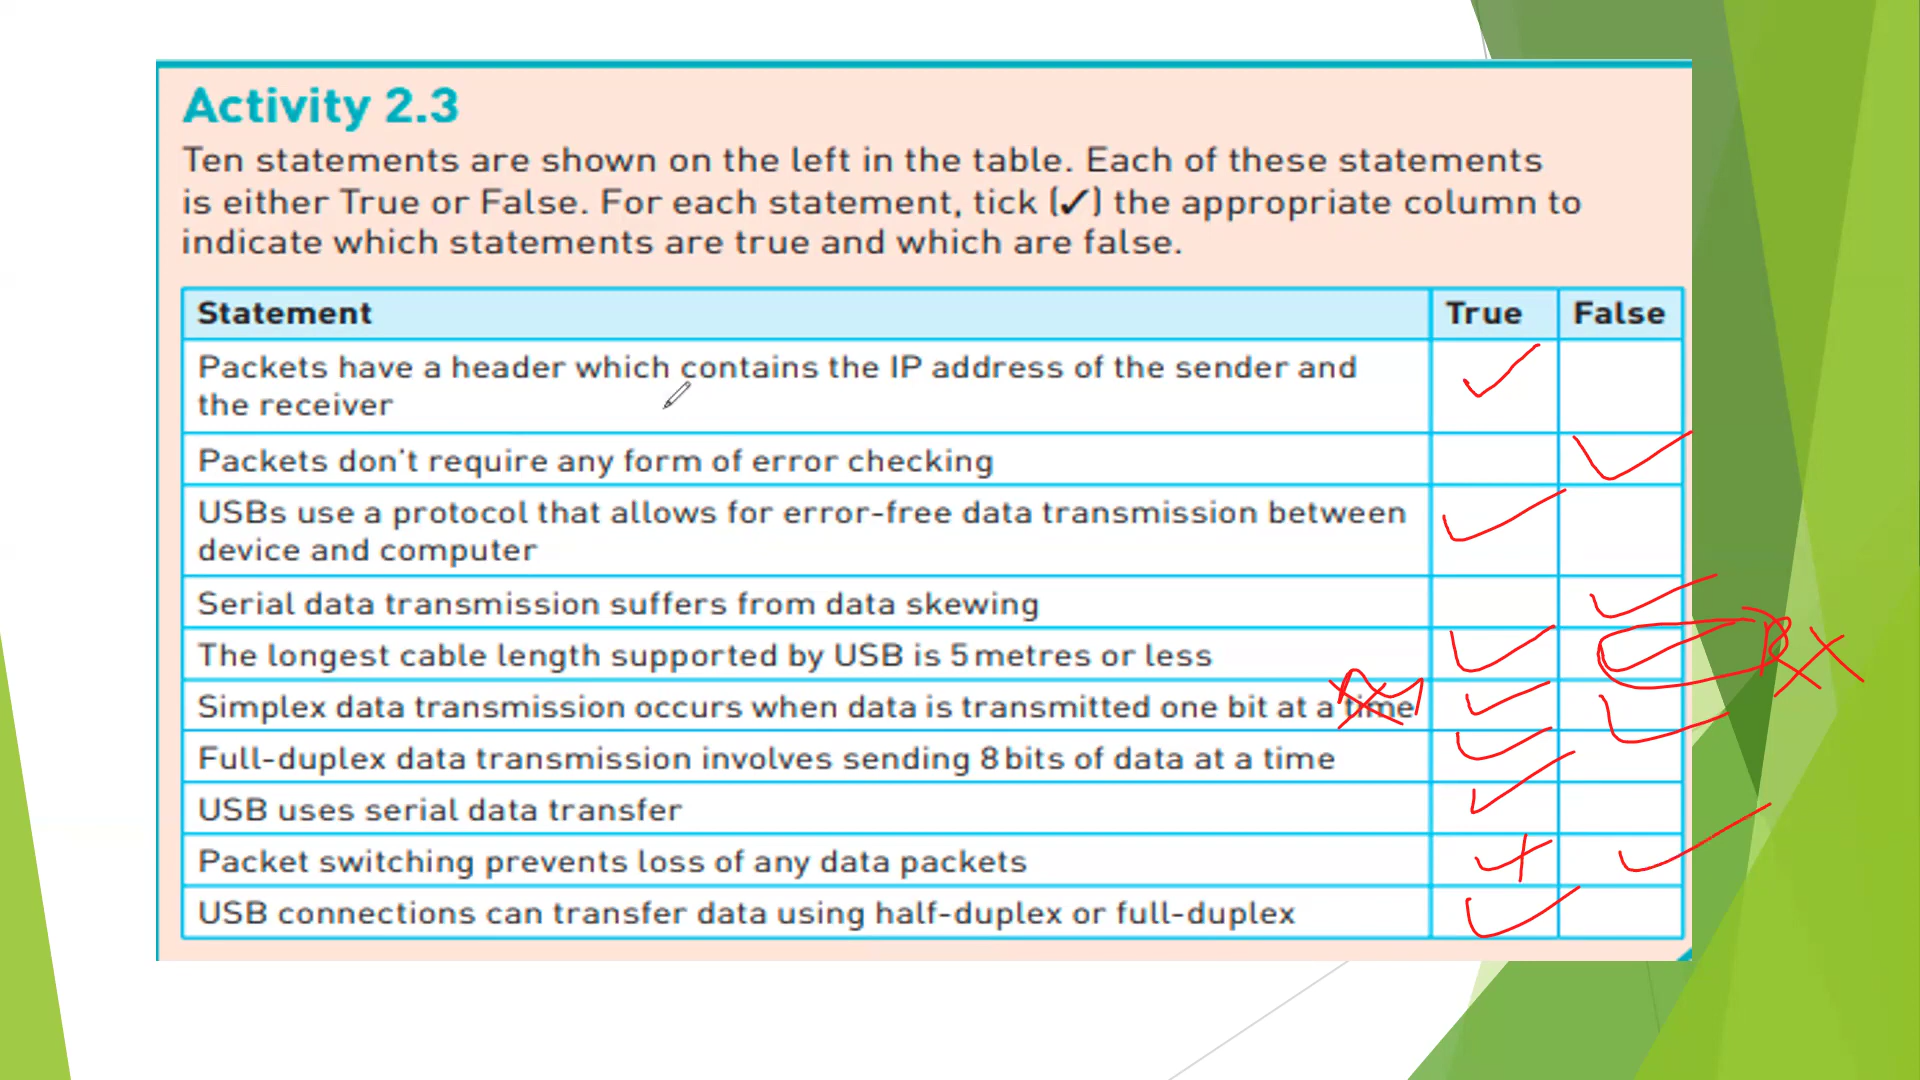 Activity 2.3
Ten statements are shown on the left in the table. Each of these statements
is either True or False. For each statement, tick (✓) the appropriate column to
indicate which statements are true and which are false.
Statement True False
Packets have a header which contains the IP address of the sender and
the receiver ✓
Packets don't require any form of error checking ✓
USBs use a protocol that allows for error-free data transmission between
device and computer ✓
Serial data transmission suffers from data skewing ✓
The longest cable length supported by USB is 5 metres or less ✓
Simplex data transmission occurs when data is transmitted one bit at a time ✓ ✓
Full-duplex data transmission involves sending 8 bits of data at a time ✓
USB uses serial data transfer ✓
Packet switching prevents loss of any data packets ✓ ✓
USB connections can transfer data using half-duplex or full-duplex ✓